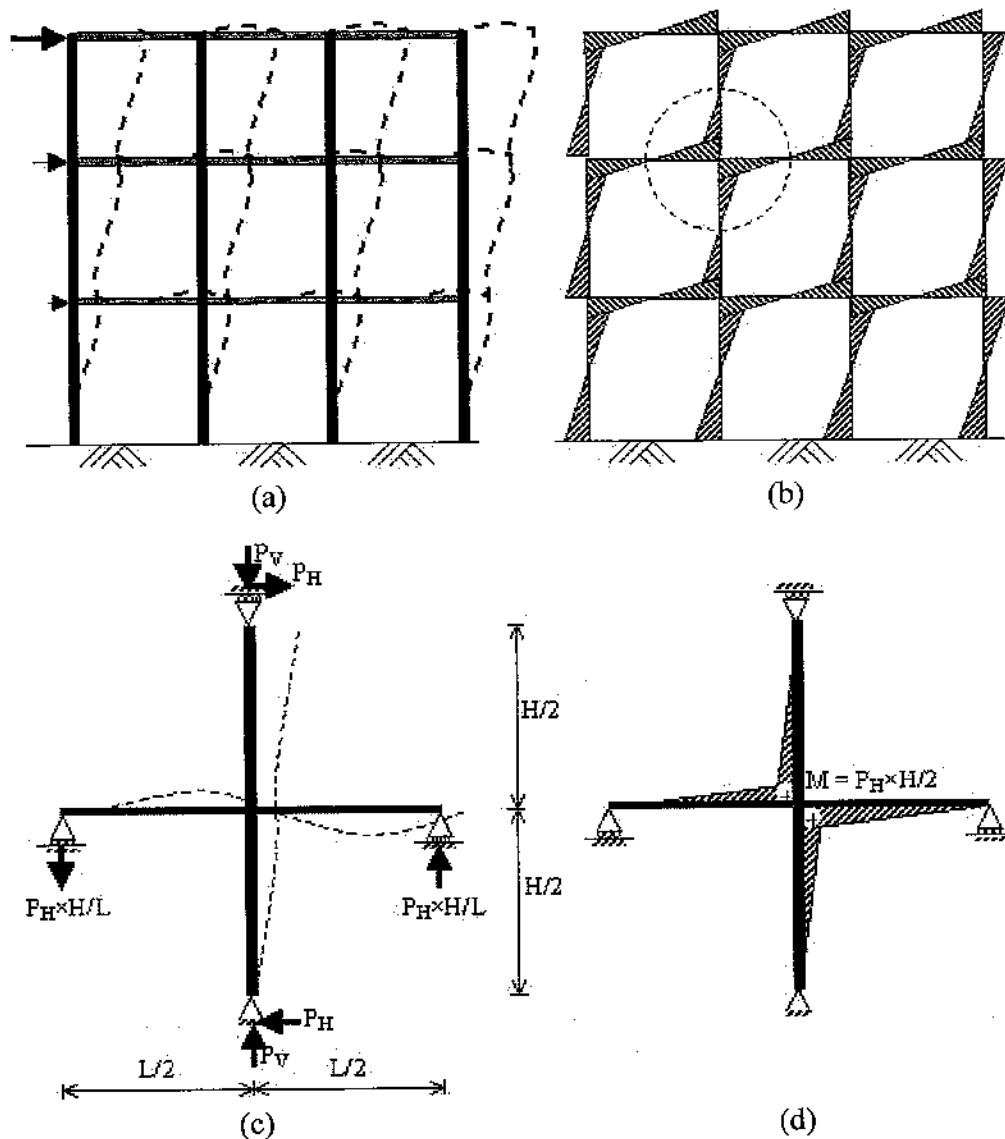 (a)
(b)
P_V
P_H
H/2
H/2
P_H×H/L
P_H×H/L
P_H
P_V
L/2
L/2
(c)
M = P_H×H/2
+
+
(d)